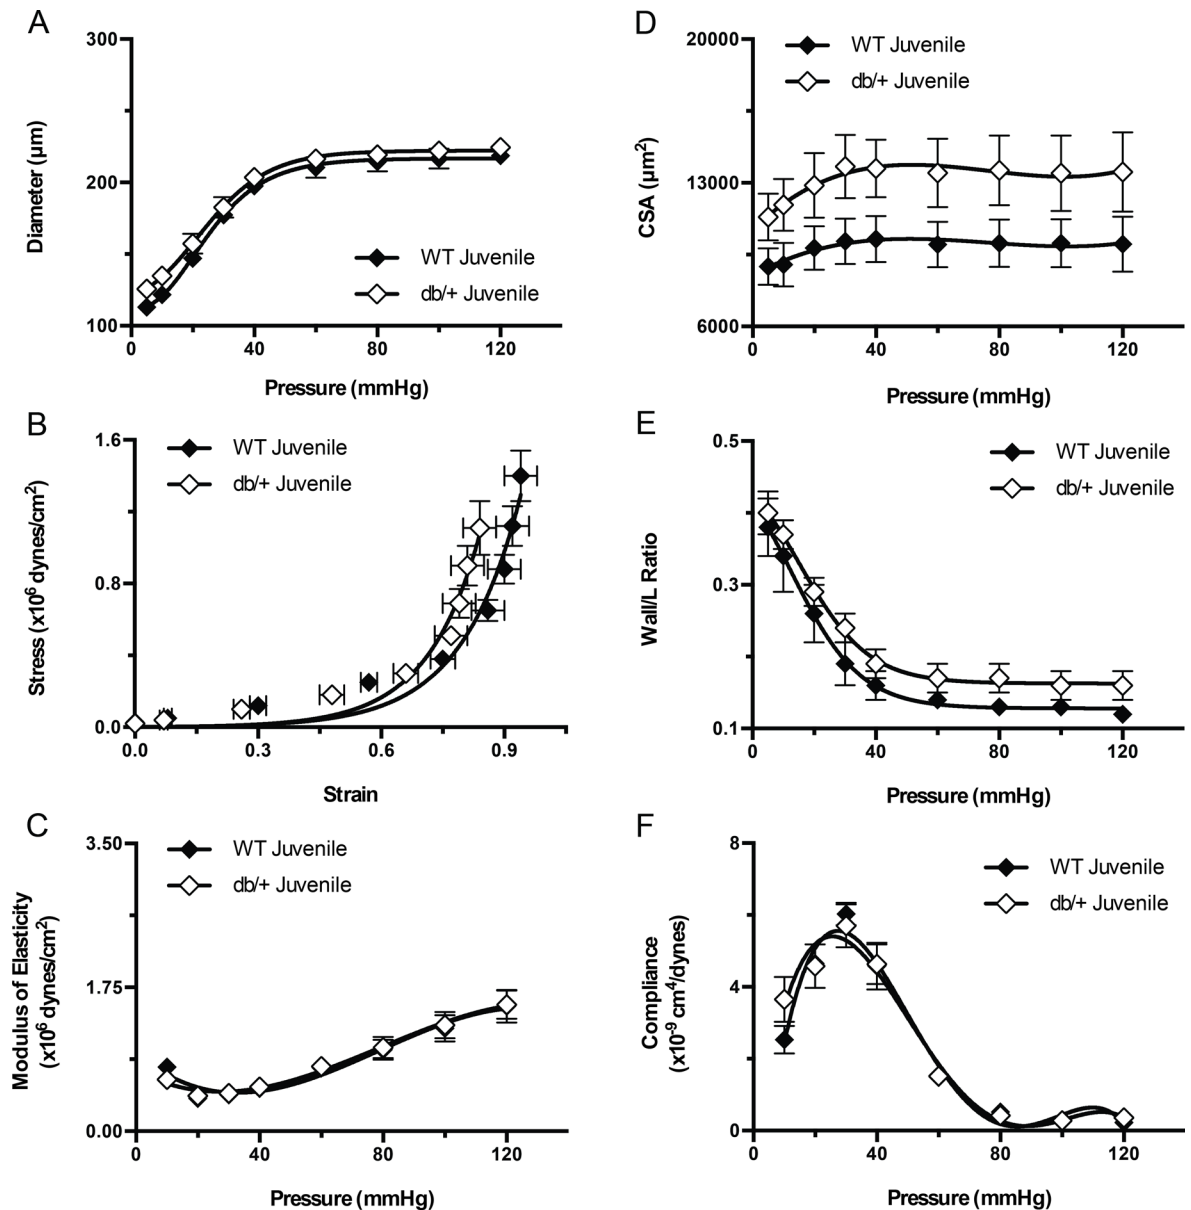 A
300
200
100
Diameter (µm)
WT Juvenile
db/+ Juvenile
0 40 80 120
Pressure (mmHg)
B
1.6
0.8
0.0
Stress (x10⁶ dynes/cm²)
WT Juvenile
db/+ Juvenile
0.0 0.3 0.6 0.9
Strain
C
3.50
1.75
0.00
Modulus of Elasticity
(x10⁶ dynes/cm²)
WT Juvenile
db/+ Juvenile
0 40 80 120
Pressure (mmHg)
D
20000
13000
6000
CSA (µm²)
WT Juvenile
db/+ Juvenile
0 40 80 120
Pressure (mmHg)
E
0.5
0.3
0.1
Wall/L Ratio
WT Juvenile
db/+ Juvenile
0 40 80 120
Pressure (mmHg)
F
8
4
0
Compliance
(x10⁻⁹ cm⁴/dynes)
WT Juvenile
db/+ Juvenile
0 40 80 120
Pressure (mmHg)